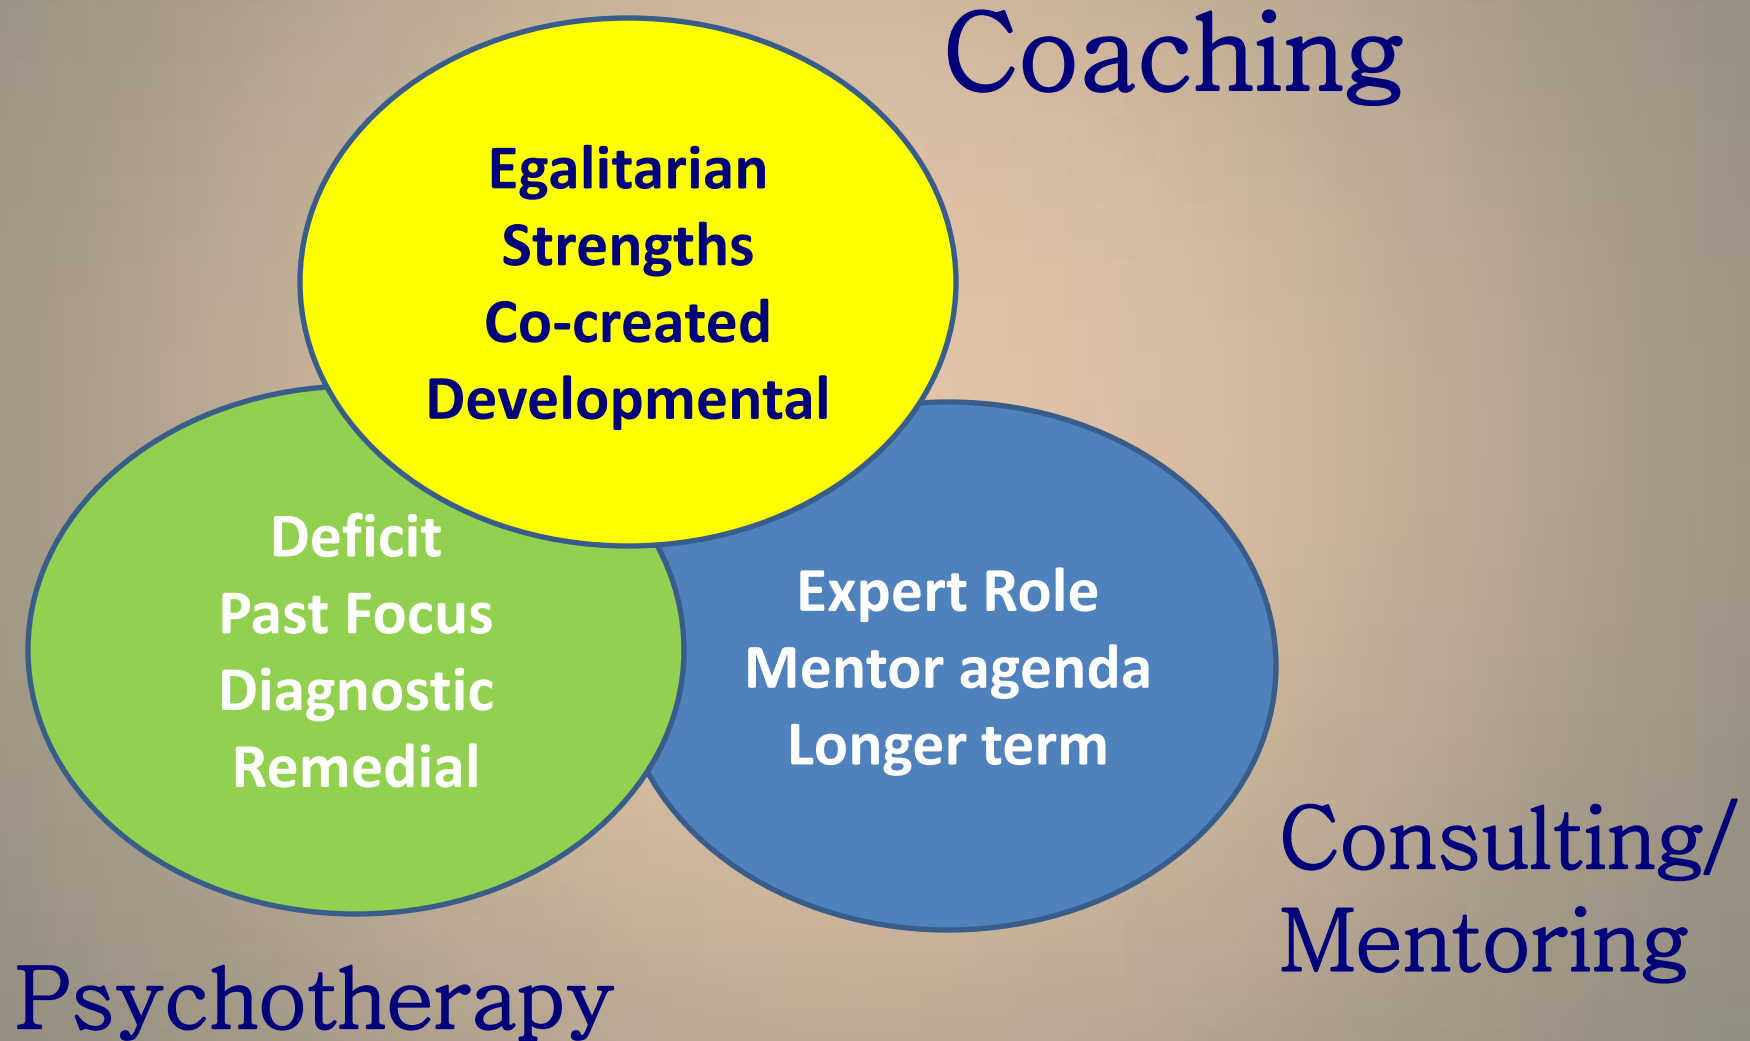 Coaching
Egalitarian
Strengths
Co-created
Developmental
Deficit
Past Focus
Diagnostic
Remedial
Expert Role
Mentor agenda
Longer term
Consulting/
Mentoring
Psychotherapy